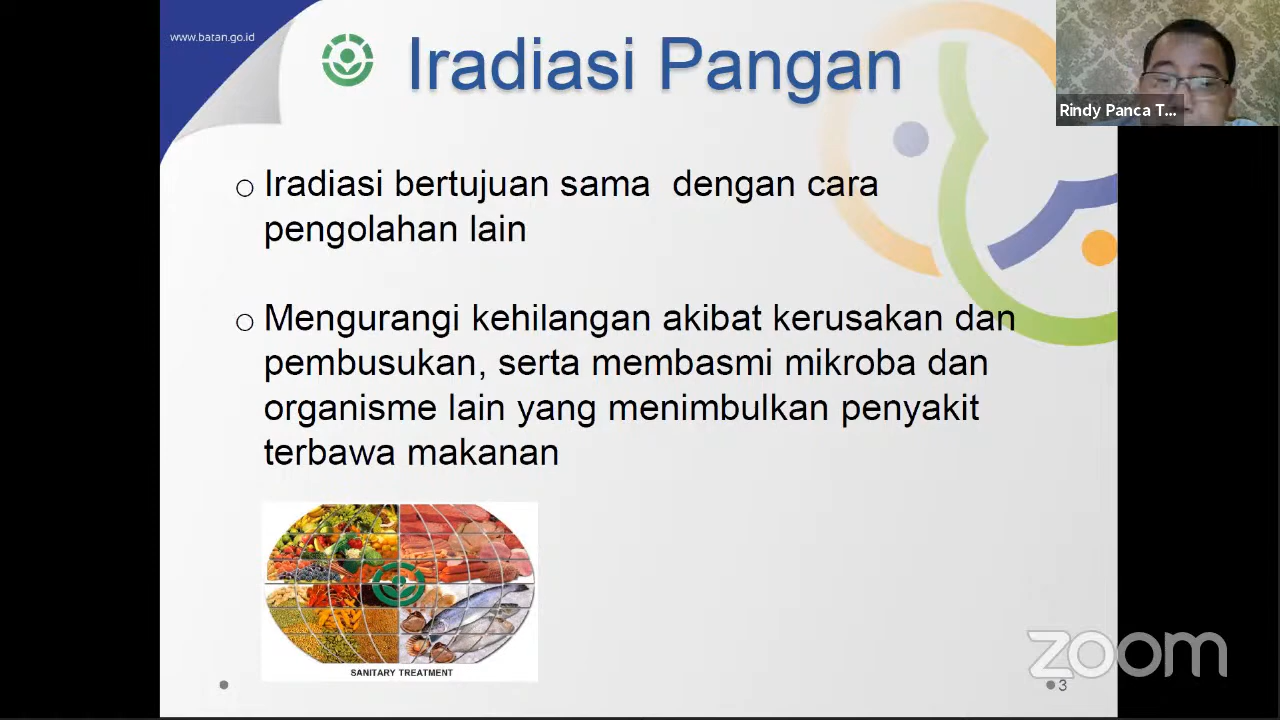 www.batan.go.id
Iradiasi Pangan
Rindy Panca T...
o Iradiasi bertujuan sama dengan cara
pengolahan lain
o Mengurangi kehilangan akibat kerusakan dan
pembusukan, serta membasmi mikroba dan
organisme lain yang menimbulkan penyakit
terbawa makanan
SANITARY TREATMENT
zoom
3